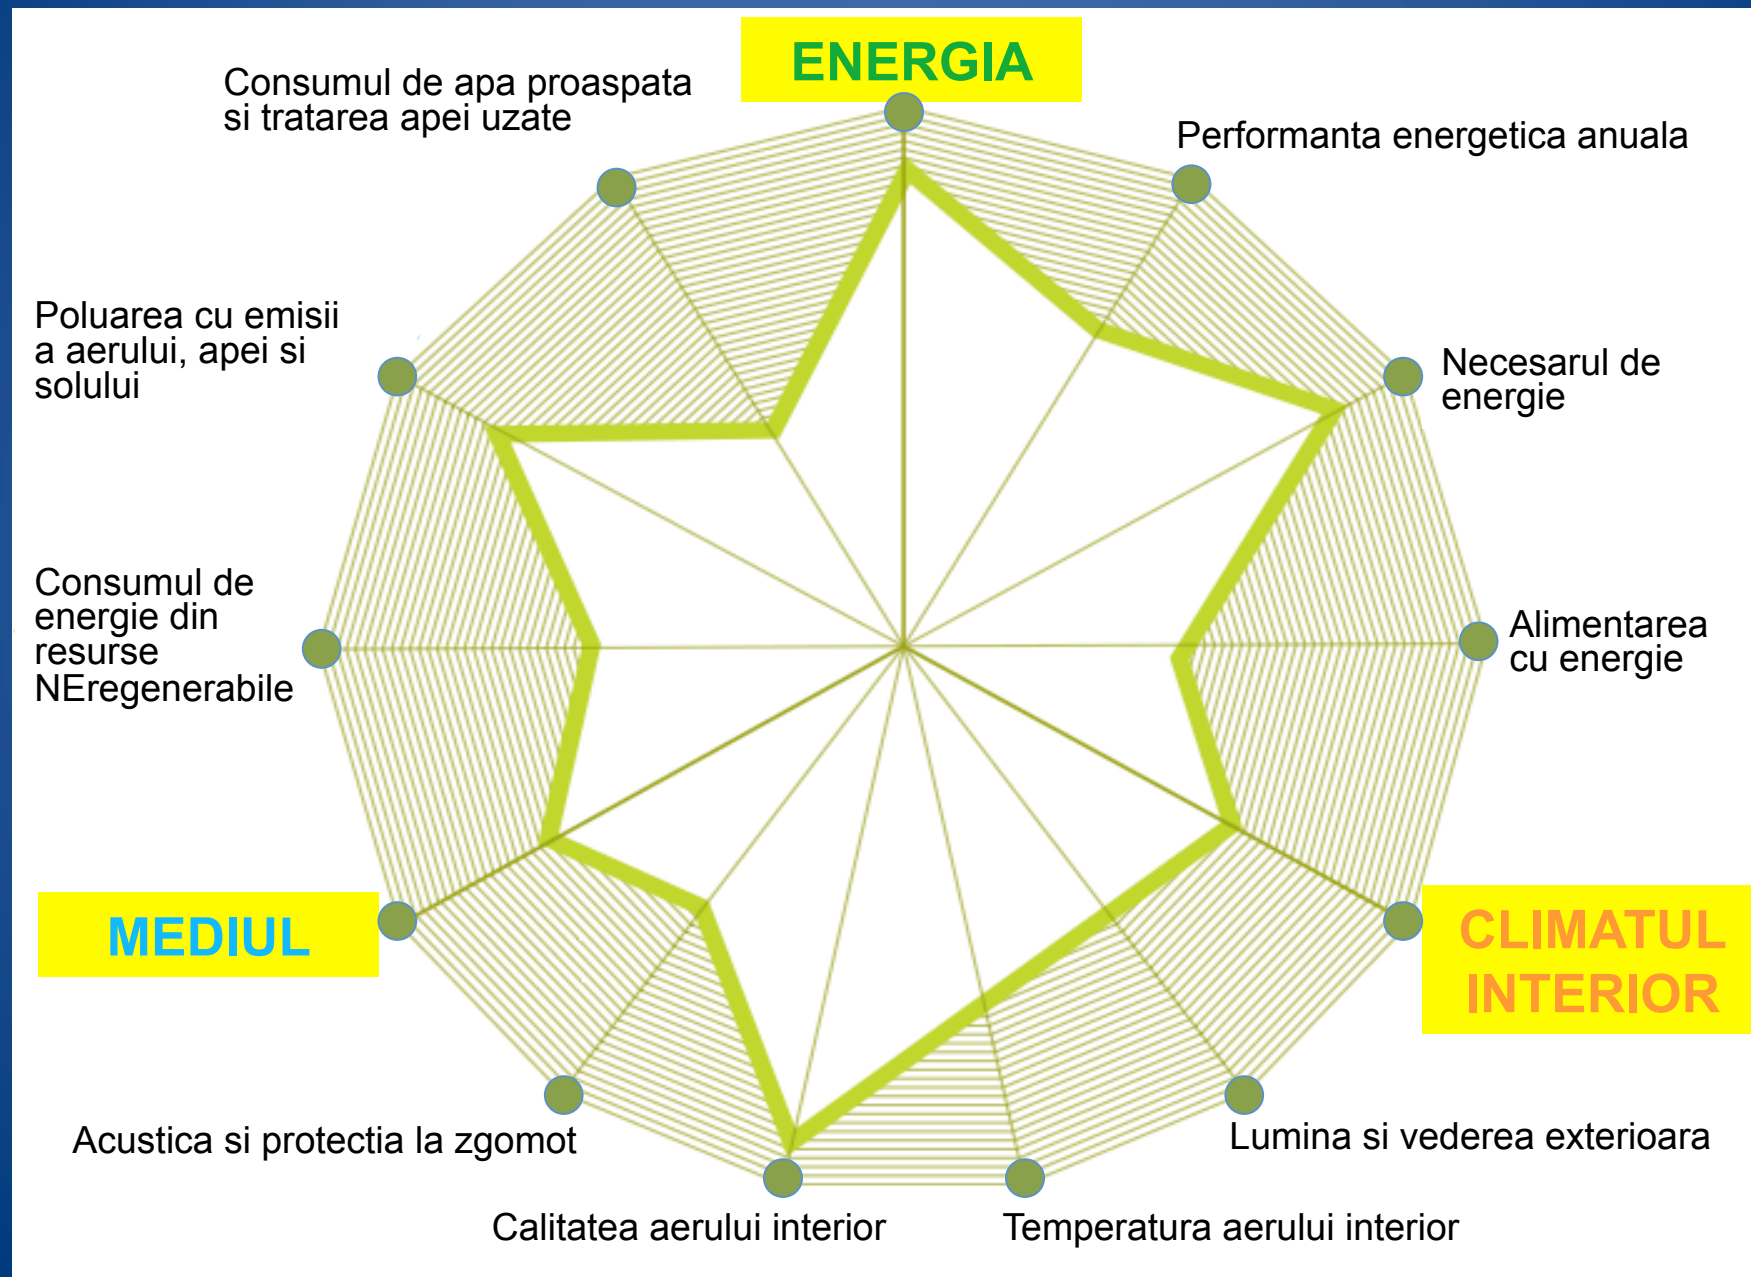 ENERGIA
Consumul de apa proaspata
si tratarea apei uzate
Performanta energetica anuala
Poluarea cu emisii
a aerului, apei si
solului
Necesarul de
energie
Consumul de
energie din
resurse
NEregenerabile
Alimentarea
cu energie
MEDIUL
CLIMATUL
INTERIOR
Acustica si protectia la zgomot
Lumina si vederea exterioara
Calitatea aerului interior
Temperatura aerului interior